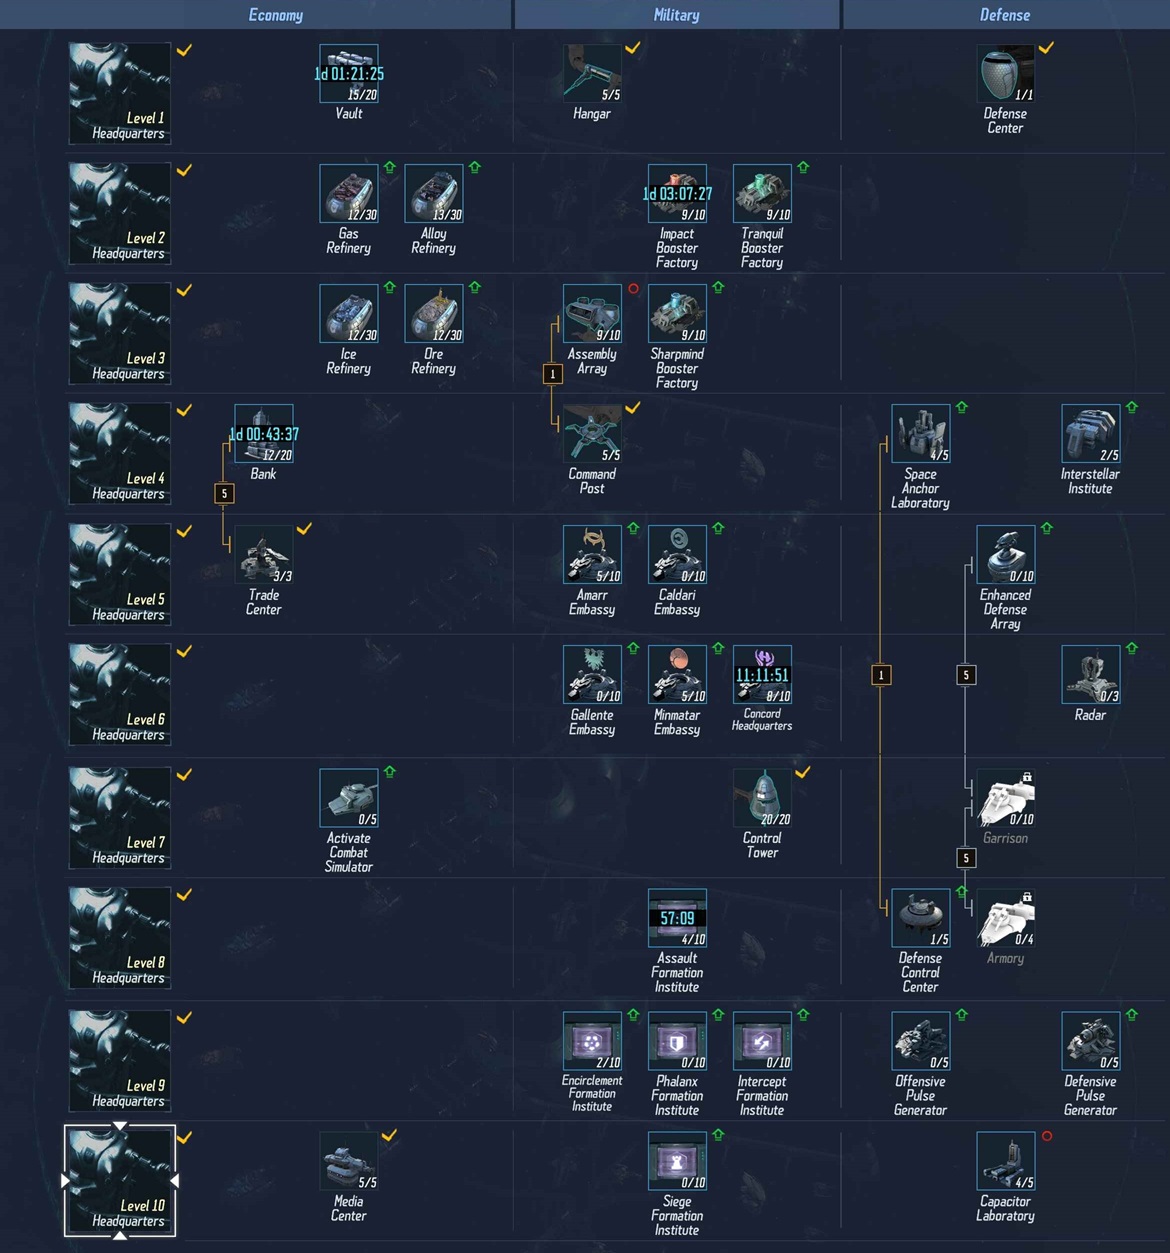 Economy
Military
Defense
Level 1
Headquarters
1d 01:21:25
15/20
Vault
5/5
Hangar
1/1
Defense
Center
Level 2
Headquarters
12/30
Gas
Refinery
13/30
Alloy
Refinery
1d 03:07:27
9/10
Impact
Booster
Factory
9/10
Tranquil
Booster
Factory
Level 3
Headquarters
12/30
Ice
Refinery
12/30
Ore
Refinery
9/10
Assembly
Array
9/10
Sharpmind
Booster
Factory
1
Level 4
Headquarters
1d 00:43:37
12/20
Bank
5
5/5
Command
Post
4/5
Space
Anchor
Laboratory
2/5
Interstellar
Institute
Level 5
Headquarters
3/3
Trade
Center
5/10
Amarr
Embassy
0/10
Caldari
Embassy
0/10
Enhanced
Defense
Array
Level 6
Headquarters
0/10
Gallente
Embassy
5/10
Minmatar
Embassy
11:11:51
8/10
Concord
Headquarters
1
5
0/3
Radar
Level 7
Headquarters
0/5
Activate
Combat
Simulator
20/20
Control
Tower
0/10
Garrison
5
Level 8
Headquarters
57:09
4/10
Assault
Formation
Institute
1/5
Defense
Control
Center
0/4
Armory
Level 9
Headquarters
2/10
Encirclement
Formation
Institute
0/10
Phalanx
Formation
Institute
0/10
Intercept
Formation
Institute
0/5
Offensive
Pulse
Generator
0/5
Defensive
Pulse
Generator
Level 10
Headquarters
5/5
Media
Center
0/10
Siege
Formation
Institute
4/5
Capacitor
Laboratory